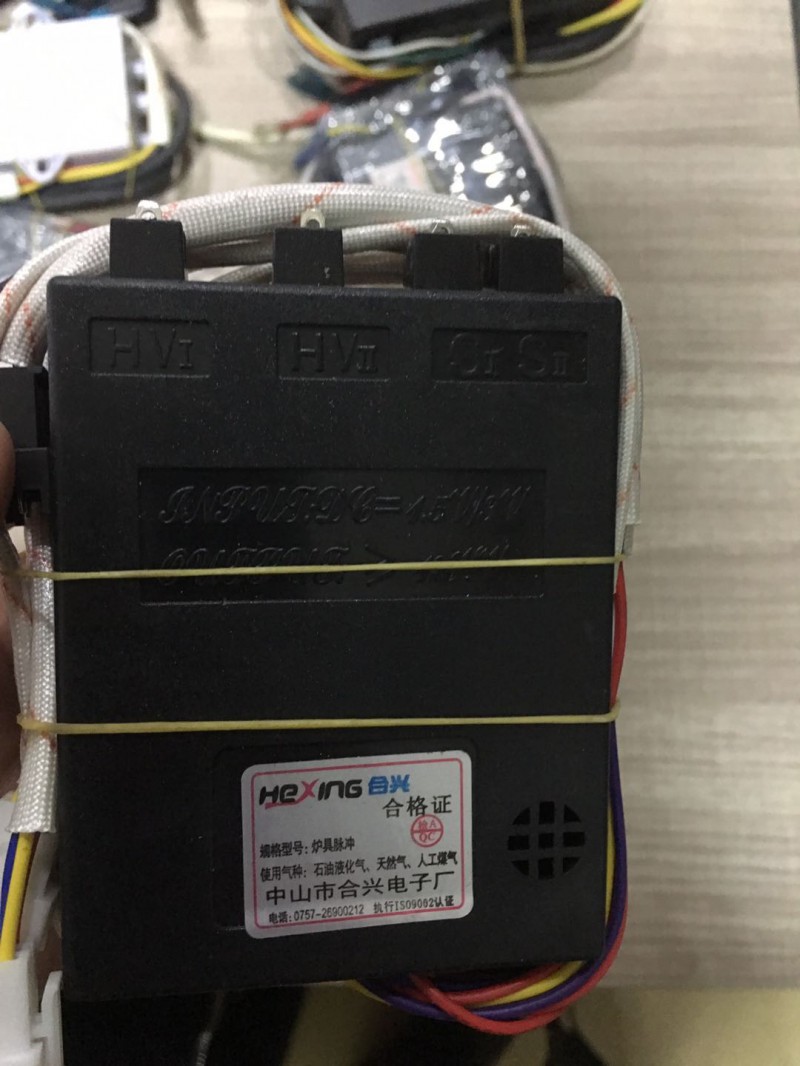 HVI HVII SI SII
INPUT:DC=1.5V/3V
OUTPUT >
HEXING 合兴
合格证
QC
规格型号: 炉具脉冲
使用气种: 石油液化气、天然气、人工煤气
中山市合兴电子厂
电话:0757-26900212 执行ISO9002认证